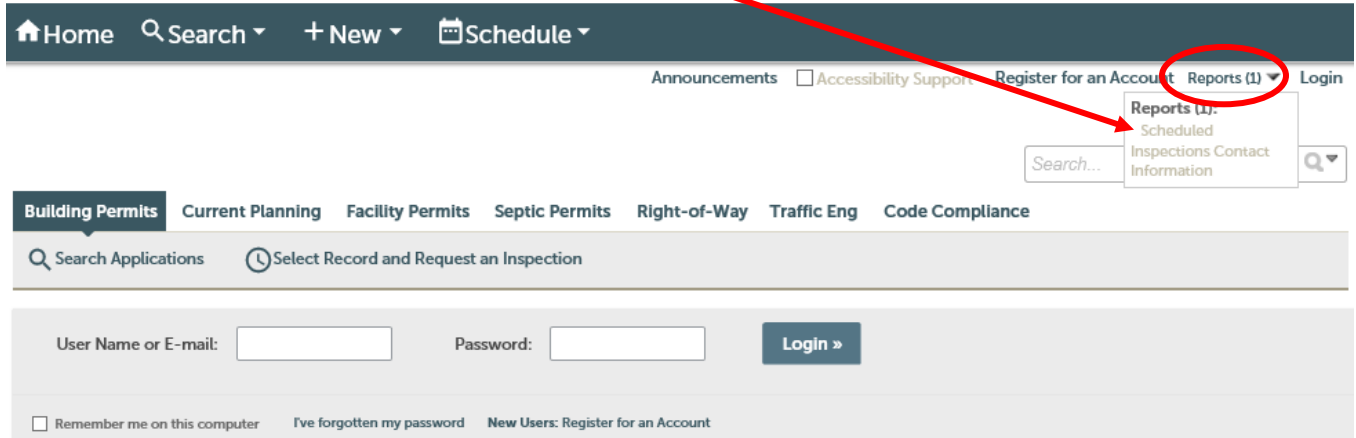 Home Search + New Schedule
Announcements Accessibility Support Register for an Account Reports (1) Login
Reports (1):
Scheduled
Inspections Contact
Information
Search...
Building Permits Current Planning Facility Permits Septic Permits Right-of-Way Traffic Eng Code Compliance
Search Applications Select Record and Request an Inspection
User Name or E-mail: Password: Login »
Remember me on this computer I've forgotten my password New Users: Register for an Account